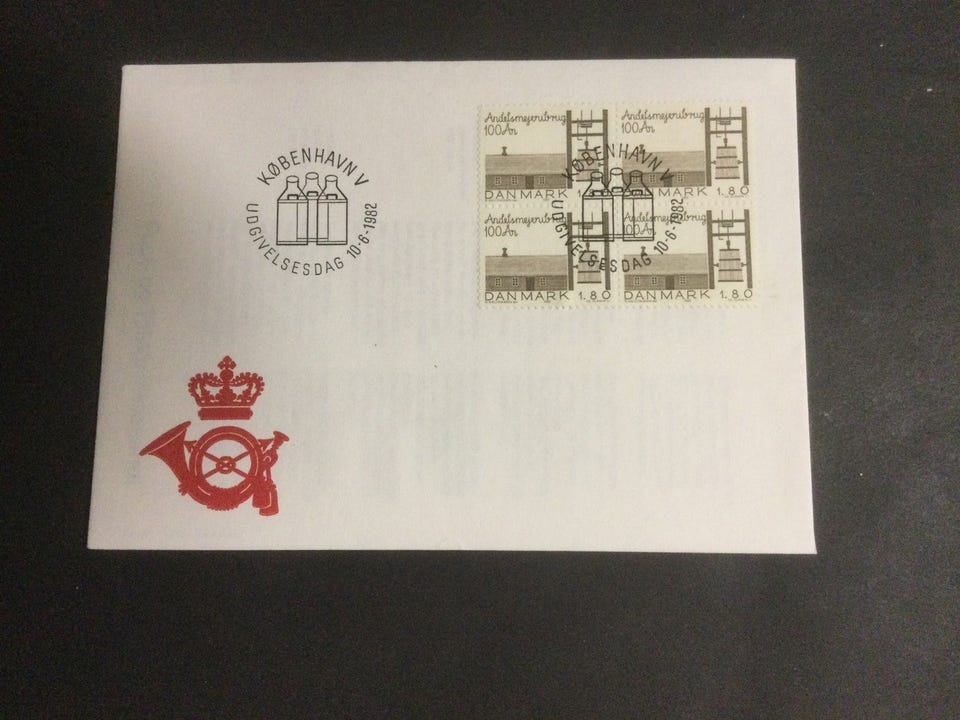 KØBENHAVN V
UDGIVELSESDAG 10-6-1982
Andelsmejeribrug
100 År
DANMARK 1.80
Andelsmejeribrug
100 År
DANMARK 1.80
KØBENHAVN V
UDGIVELSESDAG 10-6-1982
Andelsmejeribrug
100 År
DANMARK 1.80
Andelsmejeribrug
100 År
DANMARK 1.80